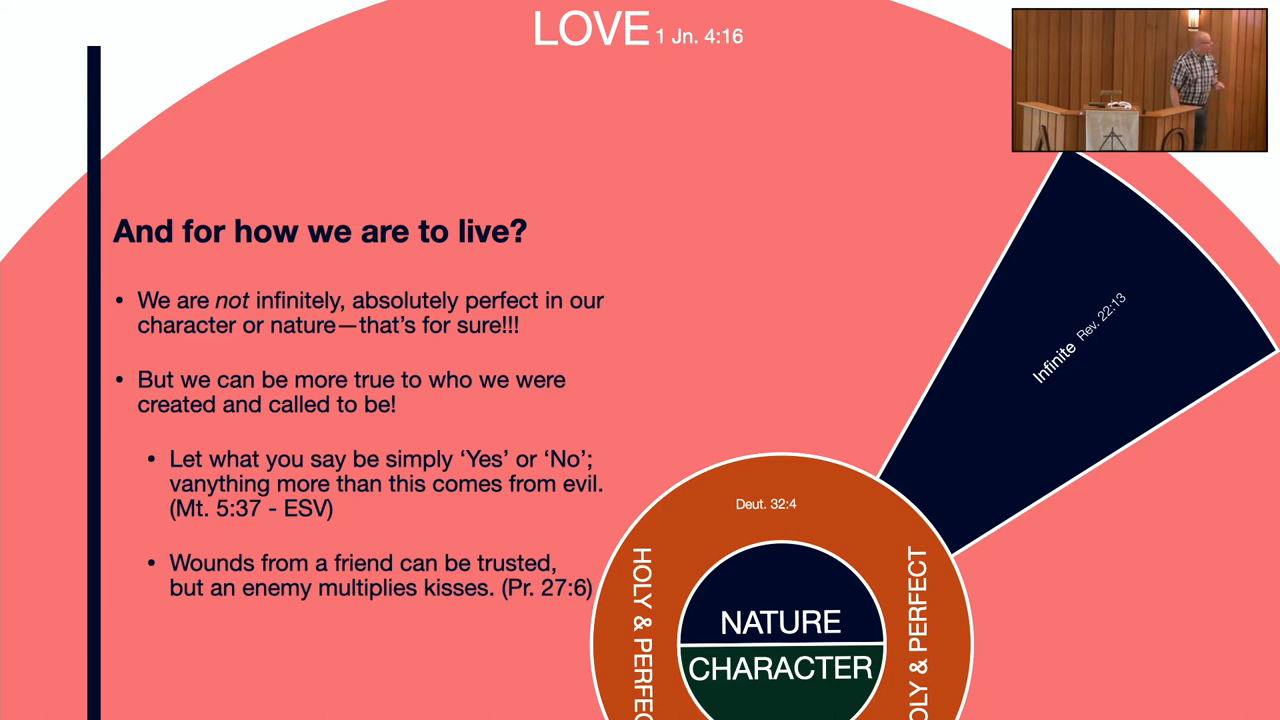 LOVE 1 Jn. 4:16
And for how we are to live?
• We are not infinitely, absolutely perfect in our
character or nature—that’s for sure!!!
• But we can be more true to who we were
created and called to be!
• Let what you say be simply ‘Yes’ or ‘No’;
vanything more than this comes from evil.
(Mt. 5:37 - ESV)
• Wounds from a friend can be trusted,
but an enemy multiplies kisses. (Pr. 27:6)
Infinite Rev. 22:13
Deut. 32:4
HOLY & PERFEC
OLY & PERFECT
NATURE
CHARACTER